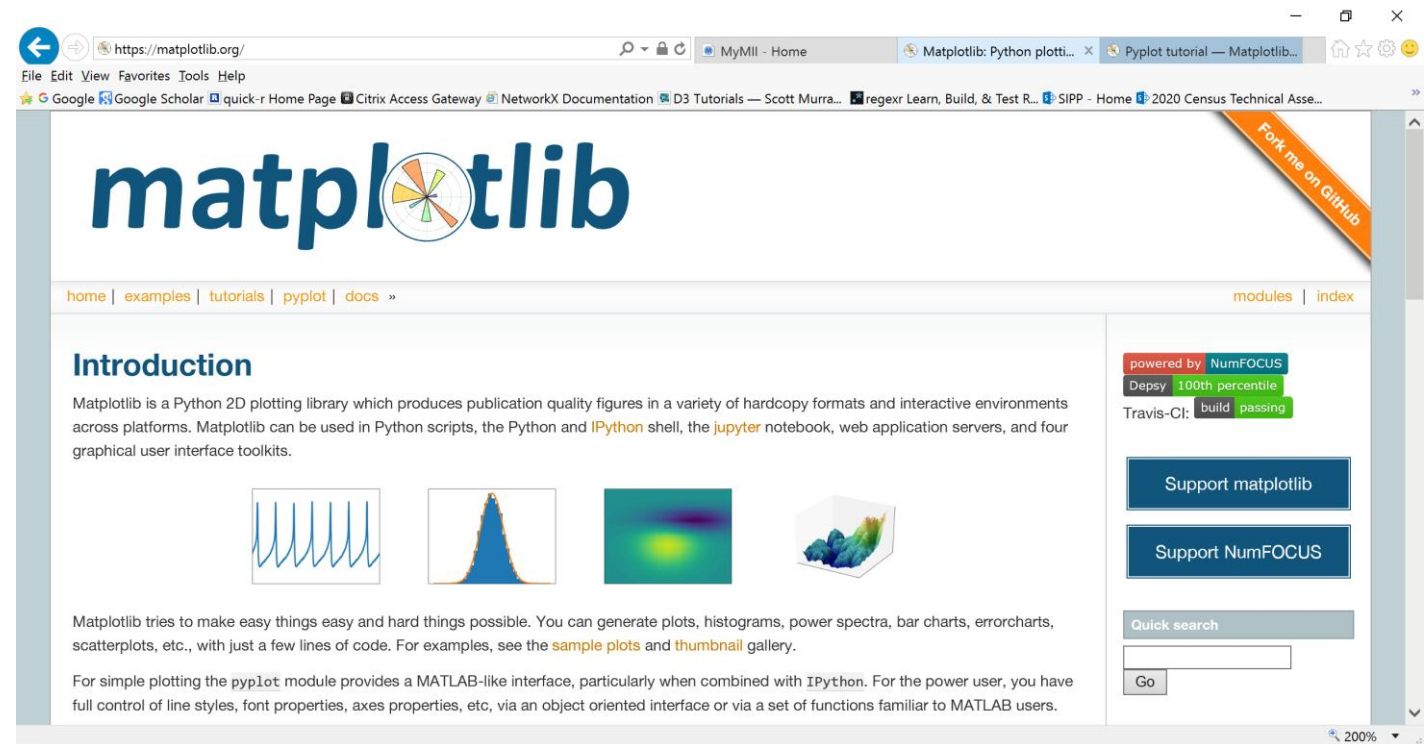 https://matplotlib.org/
MyMII - Home
Matplotlib: Python plotti...
Pyplot tutorial — Matplotlib...
File Edit View Favorites Tools Help
Google Google Scholar quick-r Home Page Citrix Access Gateway NetworkX Documentation D3 Tutorials — Scott Murra... regexr Learn, Build, & Test R... SIPP - Home 2020 Census Technical Asse...
matplotlib
Fork me on GitHub
home | examples | tutorials | pyplot | docs »
modules | index
Introduction
Matplotlib is a Python 2D plotting library which produces publication quality figures in a variety of hardcopy formats and interactive environments
across platforms. Matplotlib can be used in Python scripts, the Python and IPython shell, the jupyter notebook, web application servers, and four
graphical user interface toolkits.
Matplotlib tries to make easy things easy and hard things possible. You can generate plots, histograms, power spectra, bar charts, errorcharts,
scatterplots, etc., with just a few lines of code. For examples, see the sample plots and thumbnail gallery.
For simple plotting the pyplot module provides a MATLAB-like interface, particularly when combined with IPython. For the power user, you have
full control of line styles, font properties, axes properties, etc, via an object oriented interface or via a set of functions familiar to MATLAB users.
powered by NumFOCUS
Depsy 100th percentile
Travis-CI: build passing
Support matplotlib
Support NumFOCUS
Quick search
Go
200%